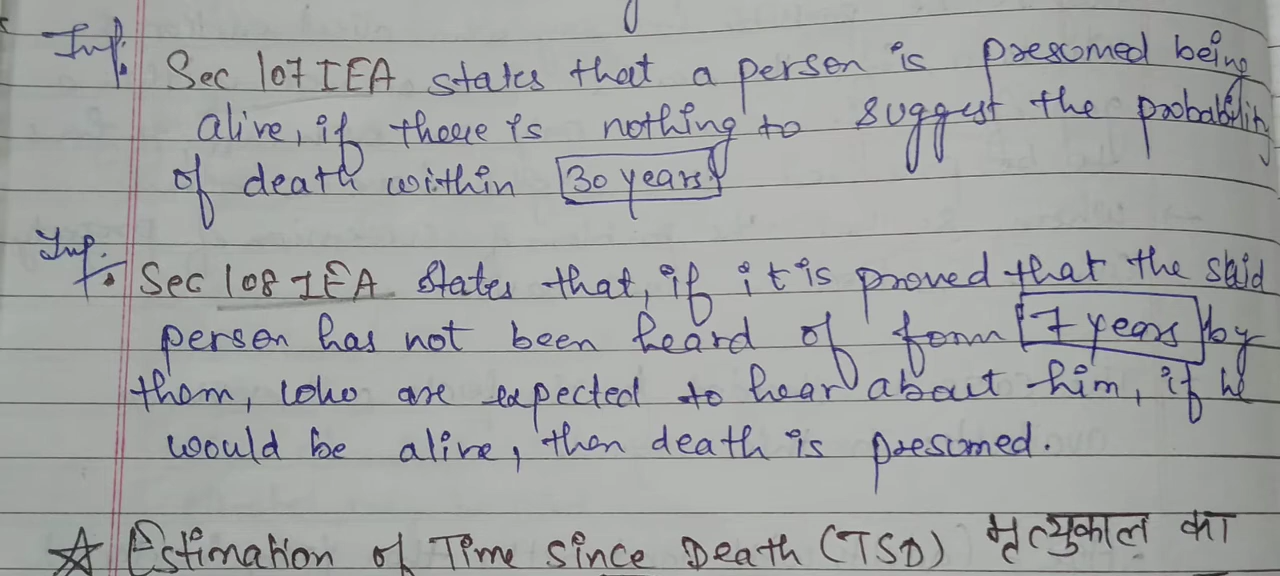 Imp. Sec 107 IEA states that a person is presomed being
alive, if there is nothing to suggest the probability
of death within 30 years
Imp. Sec 108 IEA states that, if it is proved that the said
person has not been heard of form 7 years by
them, who are expected to hear about him, if he
would be alive, then death is presumed.
☆ Estimation of Time since Death (TSD) मृत्युकाल का